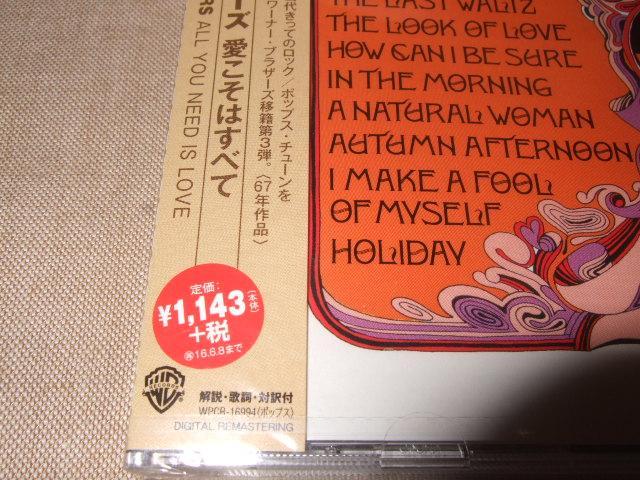 ーズ 愛こそはすべて
RS ALL YOU NEED IS LOVE
代きってのロック/ポップス・チューンを
ワーナー・ブラザーズ移籍第3弾。〈67年作品〉
定価:
¥1,143(本体)
+税
16.6.8まで
WB
RECORDS
解説・歌詞・対訳付
WPCR-16994(ポップス)
DIGITAL REMASTERING
THE LAST WALTZ
THE LOOK OF LOVE
HOW CAN I BE SURE
IN THE MORNING
A NATURAL WOMAN
AUTUMN AFTERNOON
I MAKE A FOOL
OF MYSELF
HOLIDAY